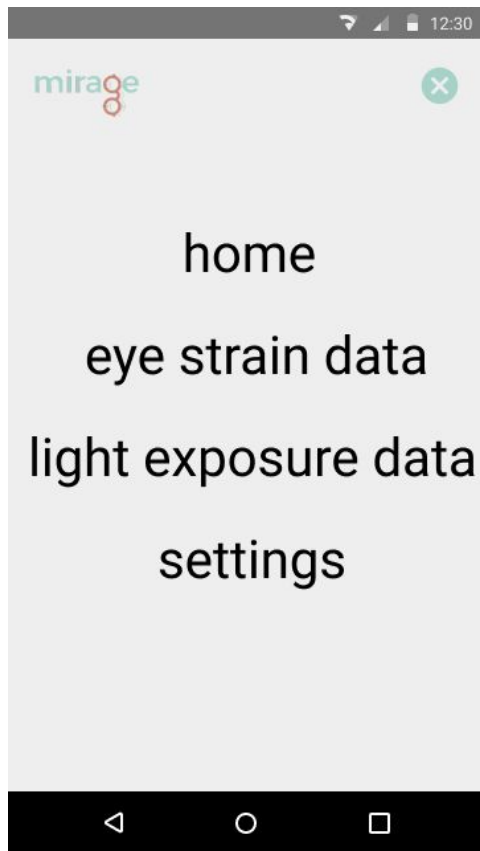 12:30
mirage
home
eye strain data
light exposure data
settings